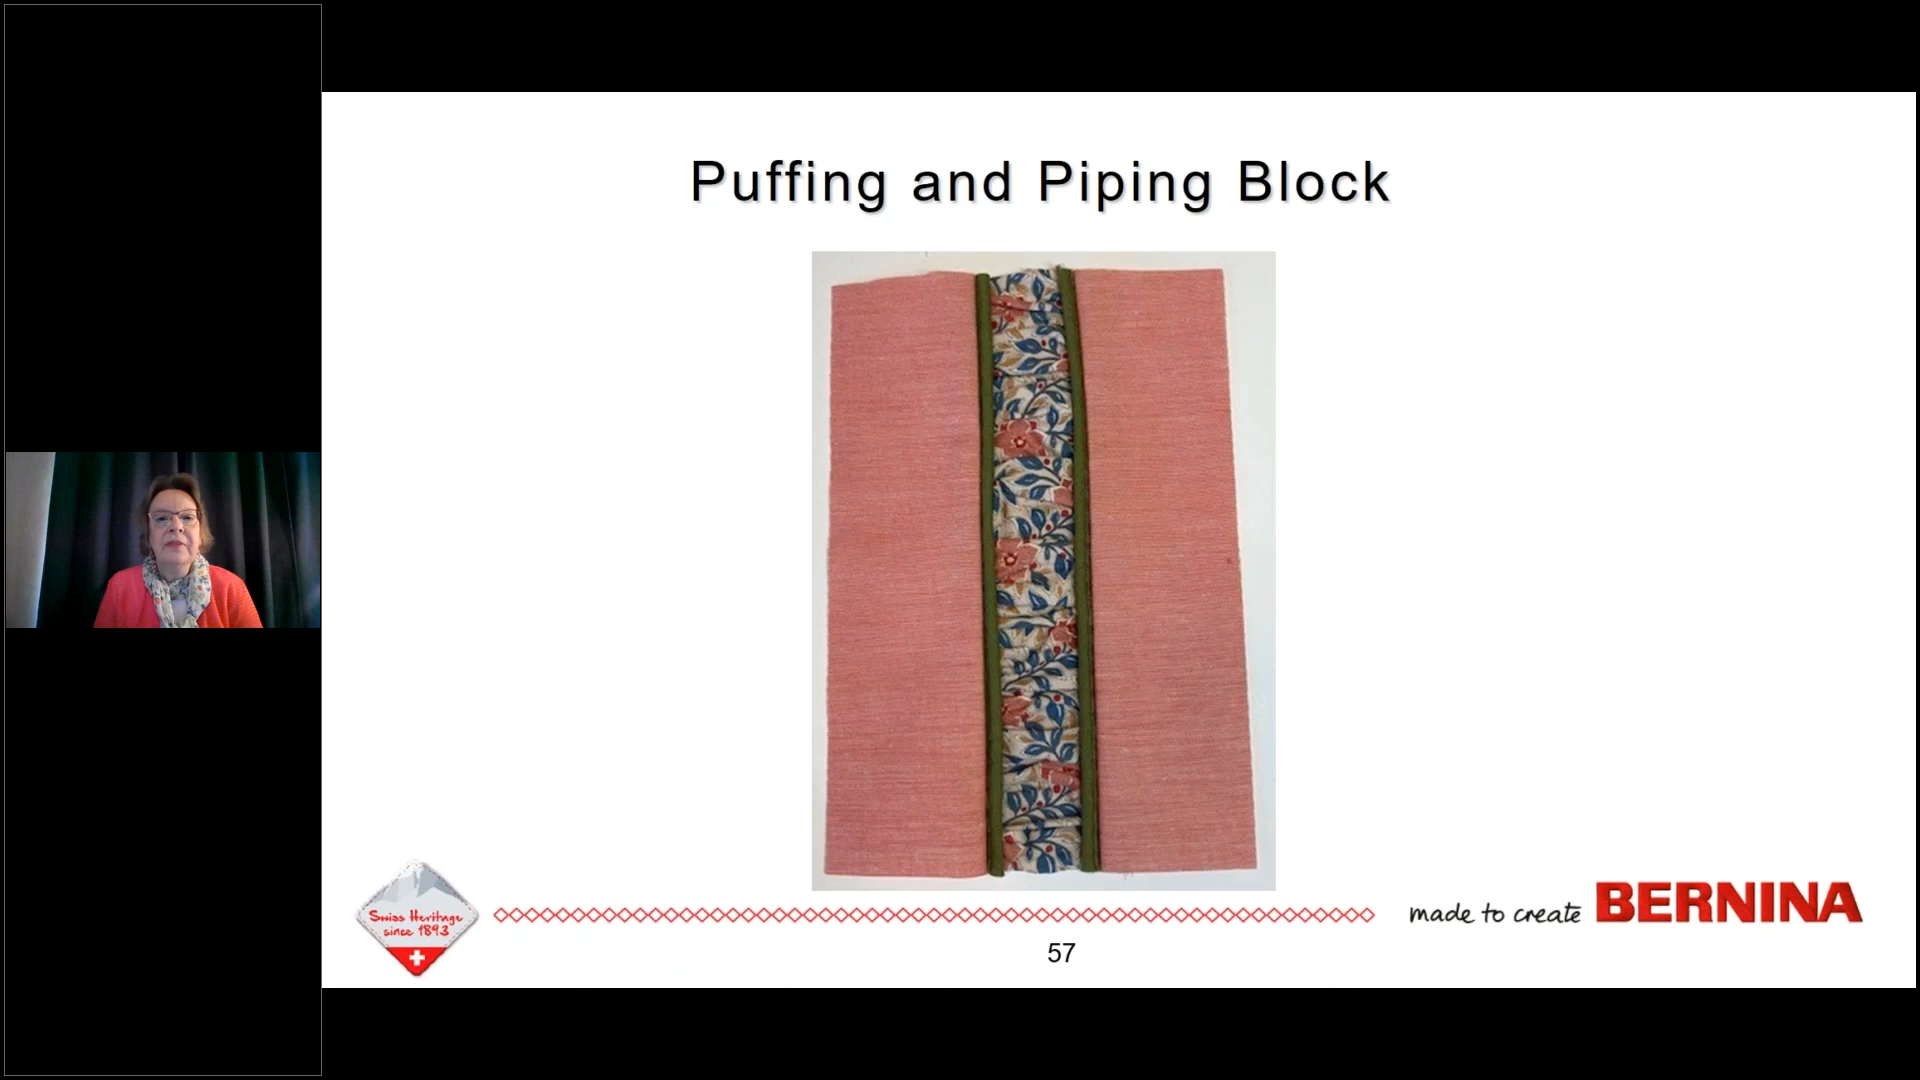 Puffing and Piping Block
Swiss Heritage
since 1893
made to create BERNINA
57